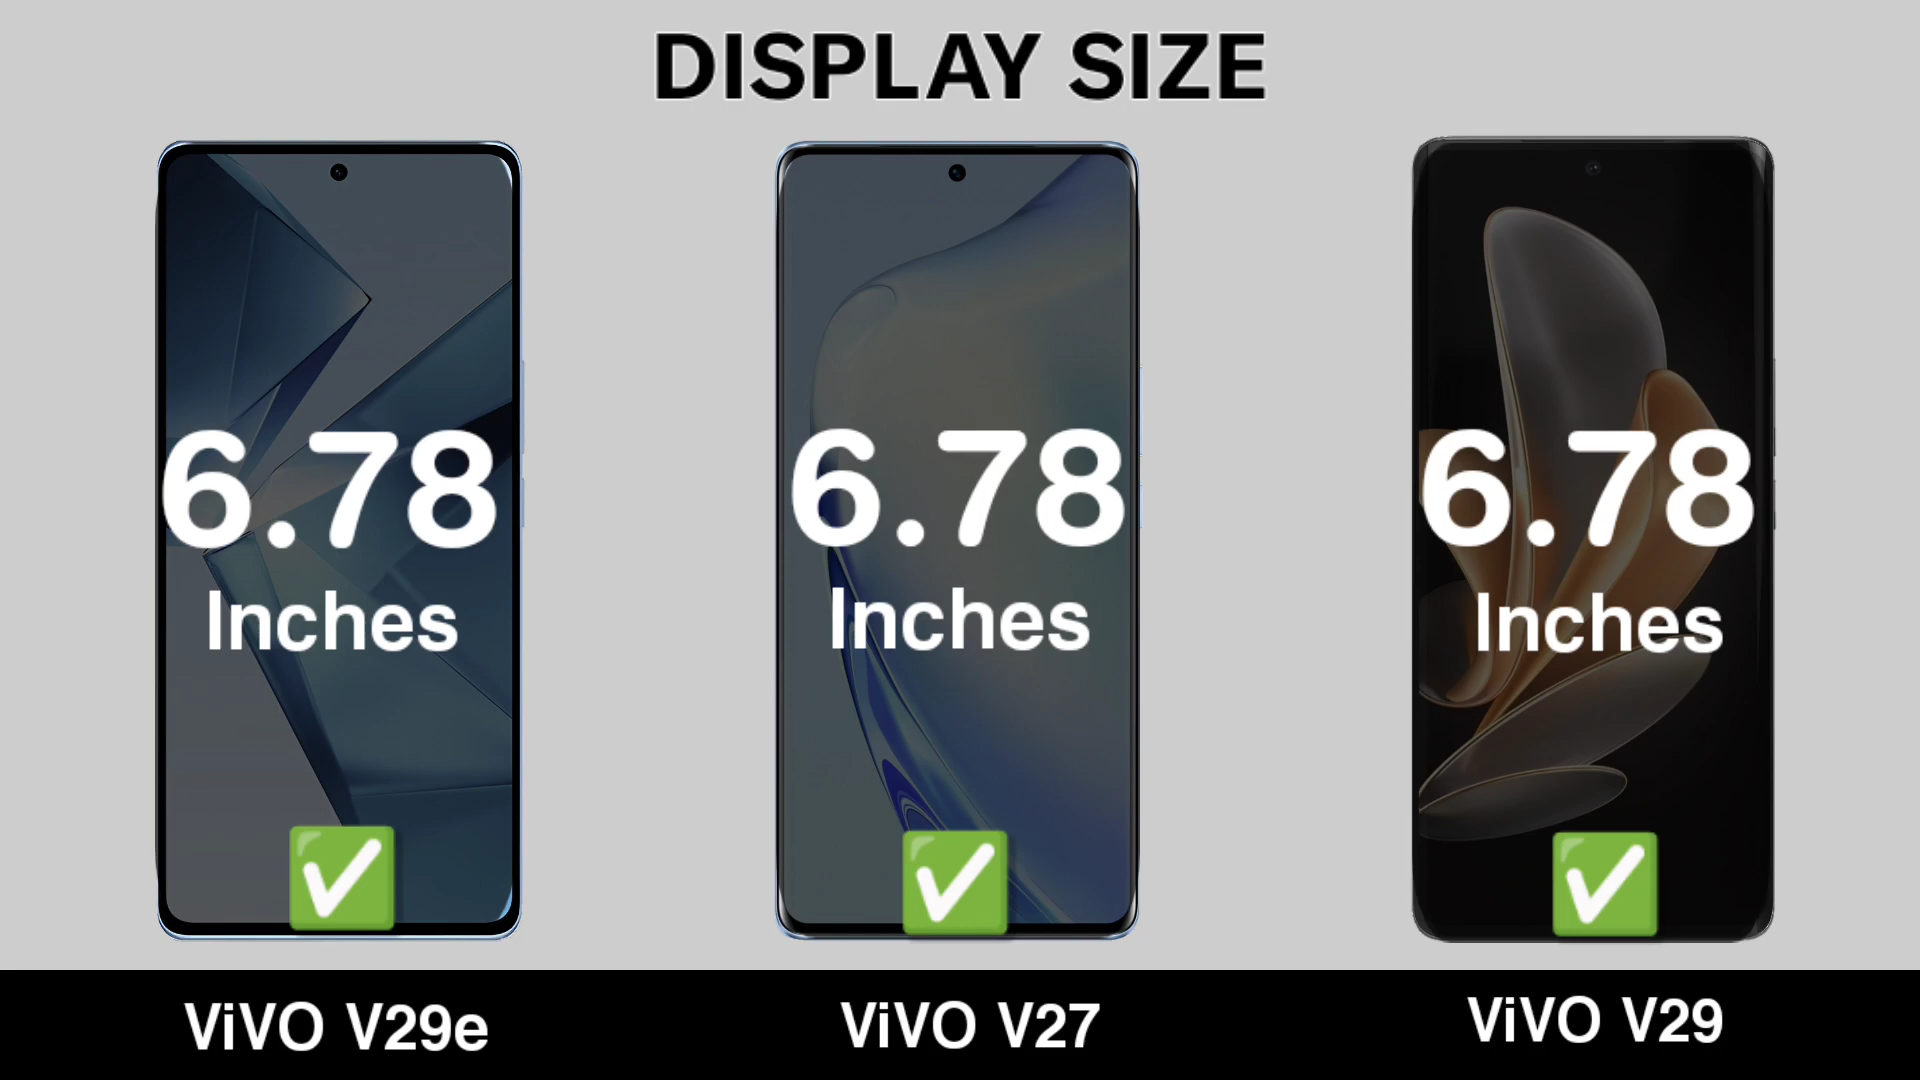 DISPLAY SIZE
6.78
Inches
6.78
Inches
6.78
Inches
ViVO V29e
ViVO V27
ViVO V29